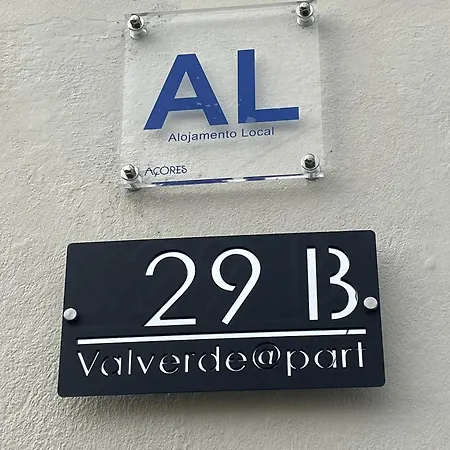 AL
Alojamento Local
AÇORES
29 B
Valverde@part